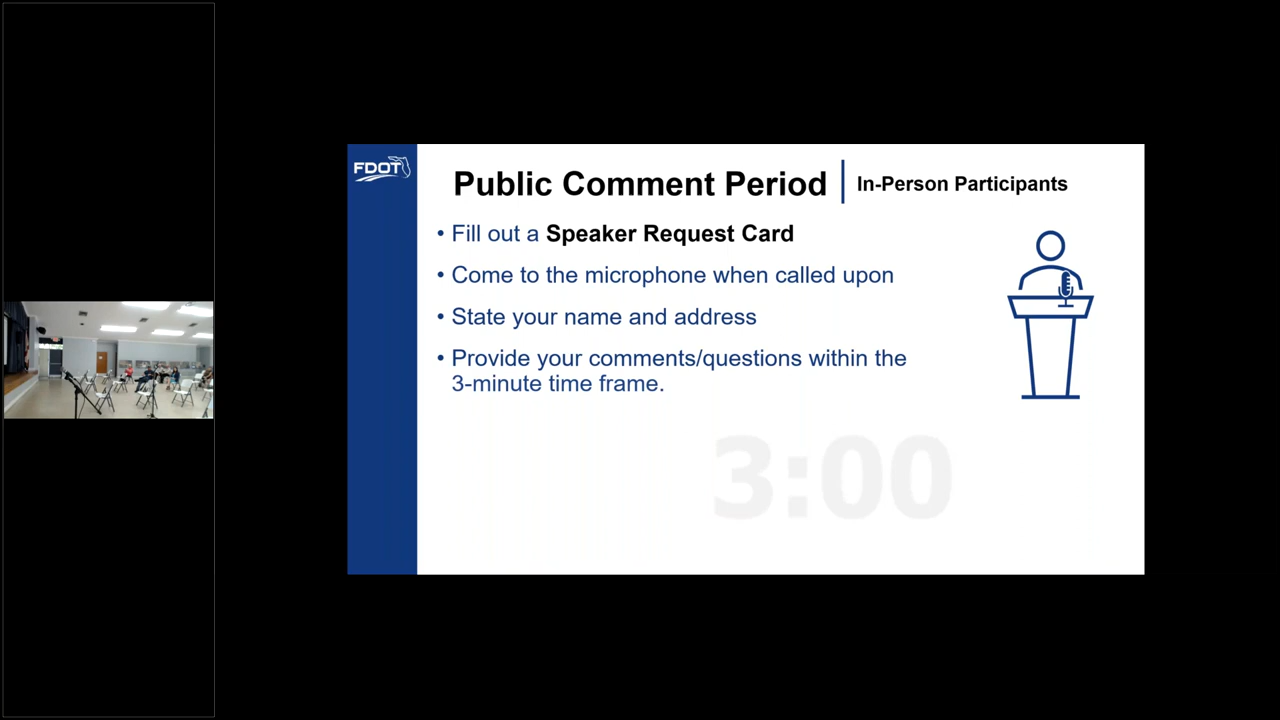 FDOT
Public Comment Period
In-Person Participants
• Fill out a Speaker Request Card
• Come to the microphone when called upon
• State your name and address
• Provide your comments/questions within the
3-minute time frame.
3:00